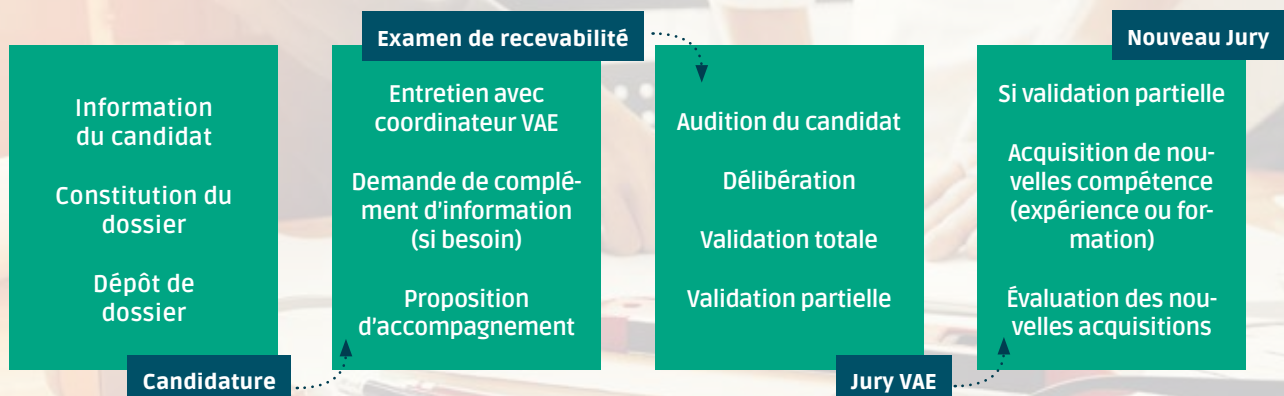 Information
du candidat
Constitution du
dossier
Dépôt de
dossier
Candidature
Examen de recevabilité
Entretien avec
coordinateur VAE
Demande de complé-
ment d’information
(si besoin)
Proposition
d’accompagnement
Audition du candidat
Délibération
Validation totale
Validation partielle
Jury VAE
Nouveau Jury
Si validation partielle
Acquisition de nou-
velles compétence
(expérience ou for-
mation)
Évaluation des nou-
velles acquisitions